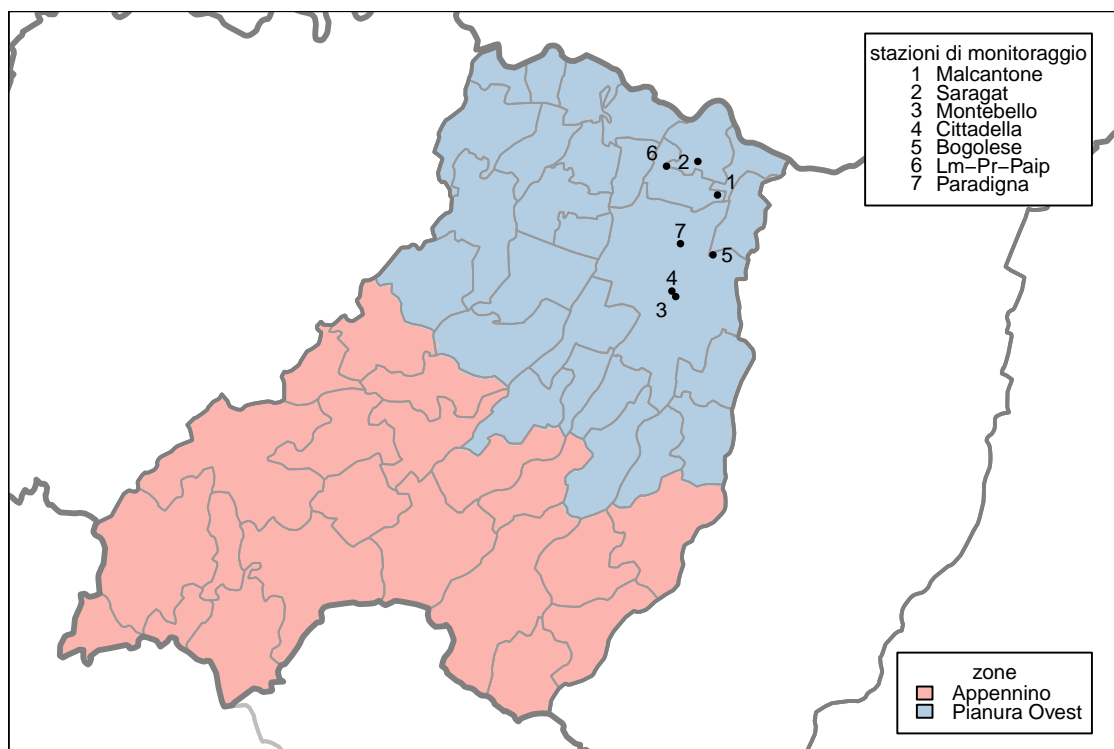 stazioni di monitoraggio
1 Malcantone
2 Saragat
3 Montebello
4 Cittadella
5 Bogolese
6 Lm−Pr−Paip
7 Paradigna
6
2
1
7
5
4
3
zone
Appennino
Pianura Ovest